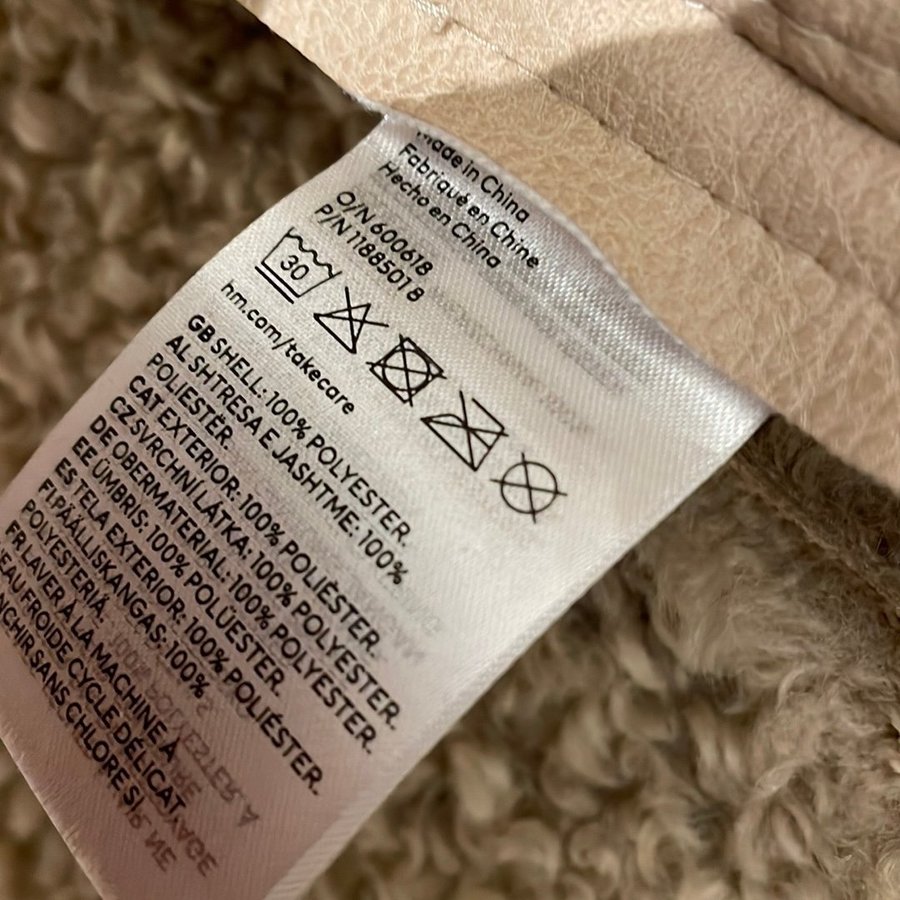 Made in China
Fabriqué en Chine
Hecho en China
O/N 600618
P/N 11885018
30
hm.com/takecare
GB SHELL: 100% POLYESTER.
AL SHTRESA E JASHTME: 100%
POLIESTËR.
CAT EXTERIOR: 100% POLIÉSTER.
CZ SVRCHNÍ LÁTKA: 100% POLYESTER.
DE OBERMATERIAL: 100% POLYESTER.
EE ÜMBRIS: 100% POLÜESTER.
ES TELA EXTERIOR: 100% POLIÉSTER.
FI PÄÄLLISKANGAS: 100%
POLYESTERIÄ.
FR LAVER À LA MACHINE À
L'EAU FROIDE CYCLE DÉLICAT
SANS CHLORE SI